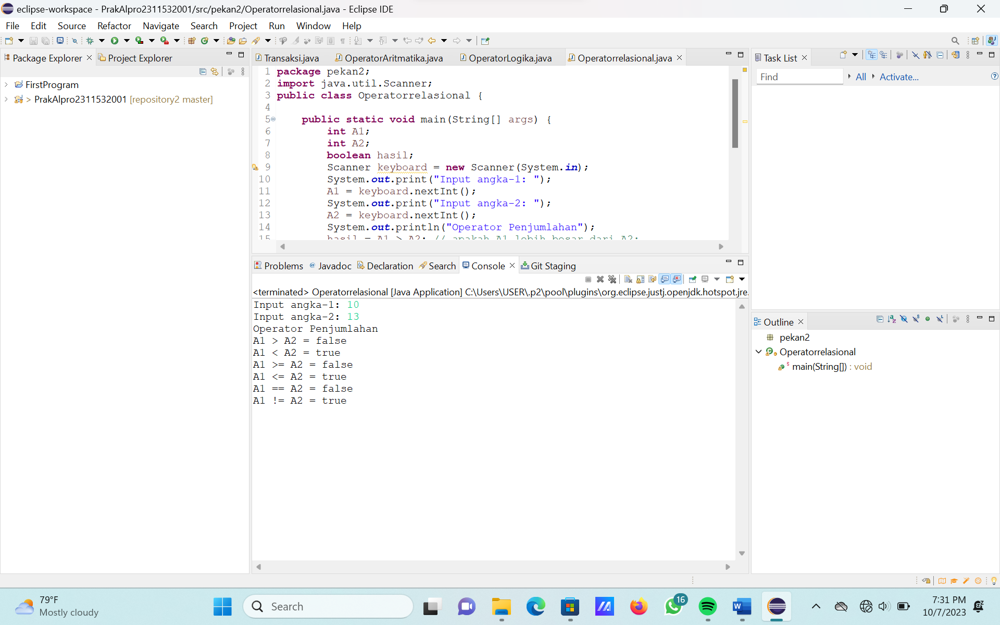 eclipse-workspace - PrakAlpro2311532001/src/pekan2/Operatorrelasional.java - Eclipse IDE
File Edit Source Refactor Navigate Search Project Run Window Help
Package Explorer Project Explorer
FirstProgram
> PrakAlpro2311532001 [repository2 master]
Transaksi.java OperatorAritmatika.java OperatorLogika.java Operatorrelasional.java
1 package pekan2;
2 import java.util.Scanner;
3 public class Operatorrelasional {
4
5 public static void main(String[] args) {
6 int A1;
7 int A2;
8 boolean hasil;
9 Scanner keyboard = new Scanner(System.in);
10 System.out.print("Input angka-1: ");
11 A1 = keyboard.nextInt();
12 System.out.print("Input angka-2: ");
13 A2 = keyboard.nextInt();
14 System.out.println("Operator Penjumlahan");
15 hasil = A1 > A2; // apakah A1 lebih besar dari A2;
Problems Javadoc Declaration Search Console Git Staging
<terminated> Operatorrelasional [Java Application] C:\Users\USER\.p2\pool\plugins\org.eclipse.justj.openjdk.hotspot.jre.
Input angka-1: 10
Input angka-2: 13
Operator Penjumlahan
A1 > A2 = false
A1 < A2 = true
A1 >= A2 = false
A1 <= A2 = true
A1 == A2 = false
A1 != A2 = true
Task List
Find All Activate...
Outline
pekan2
Operatorrelasional
main(String[]) : void
79°F
Mostly cloudy
Search
16
7:31 PM
10/7/2023